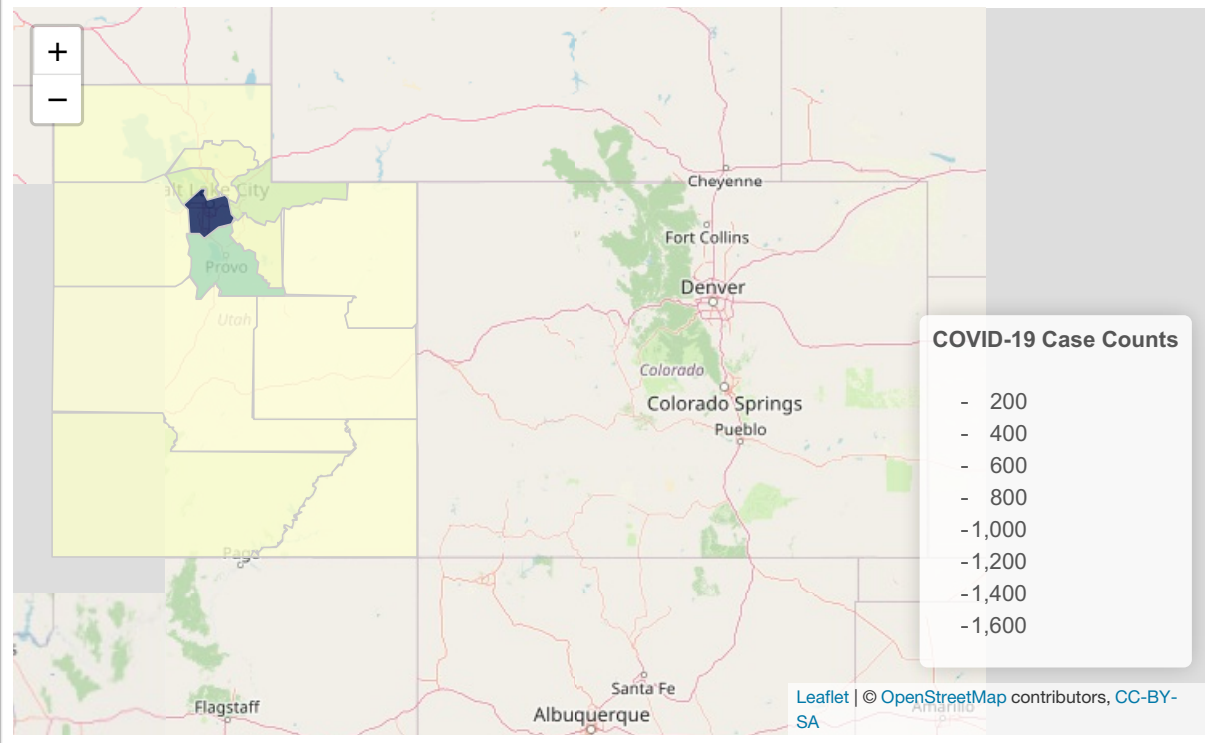 +
−
alt Lake City
Cheyenne
Fort Collins
Provo
Denver
Utah
COVID-19 Case Counts
Colorado
- 200
Colorado Springs
- 400
Pueblo
- 600
- 800
-1,000
Page
-1,200
-1,400
-1,600
Santa Fe
Flagstaff
Albuquerque
Leaflet | © OpenStreetMap contributors, CC-BY-
SA
Amarillo